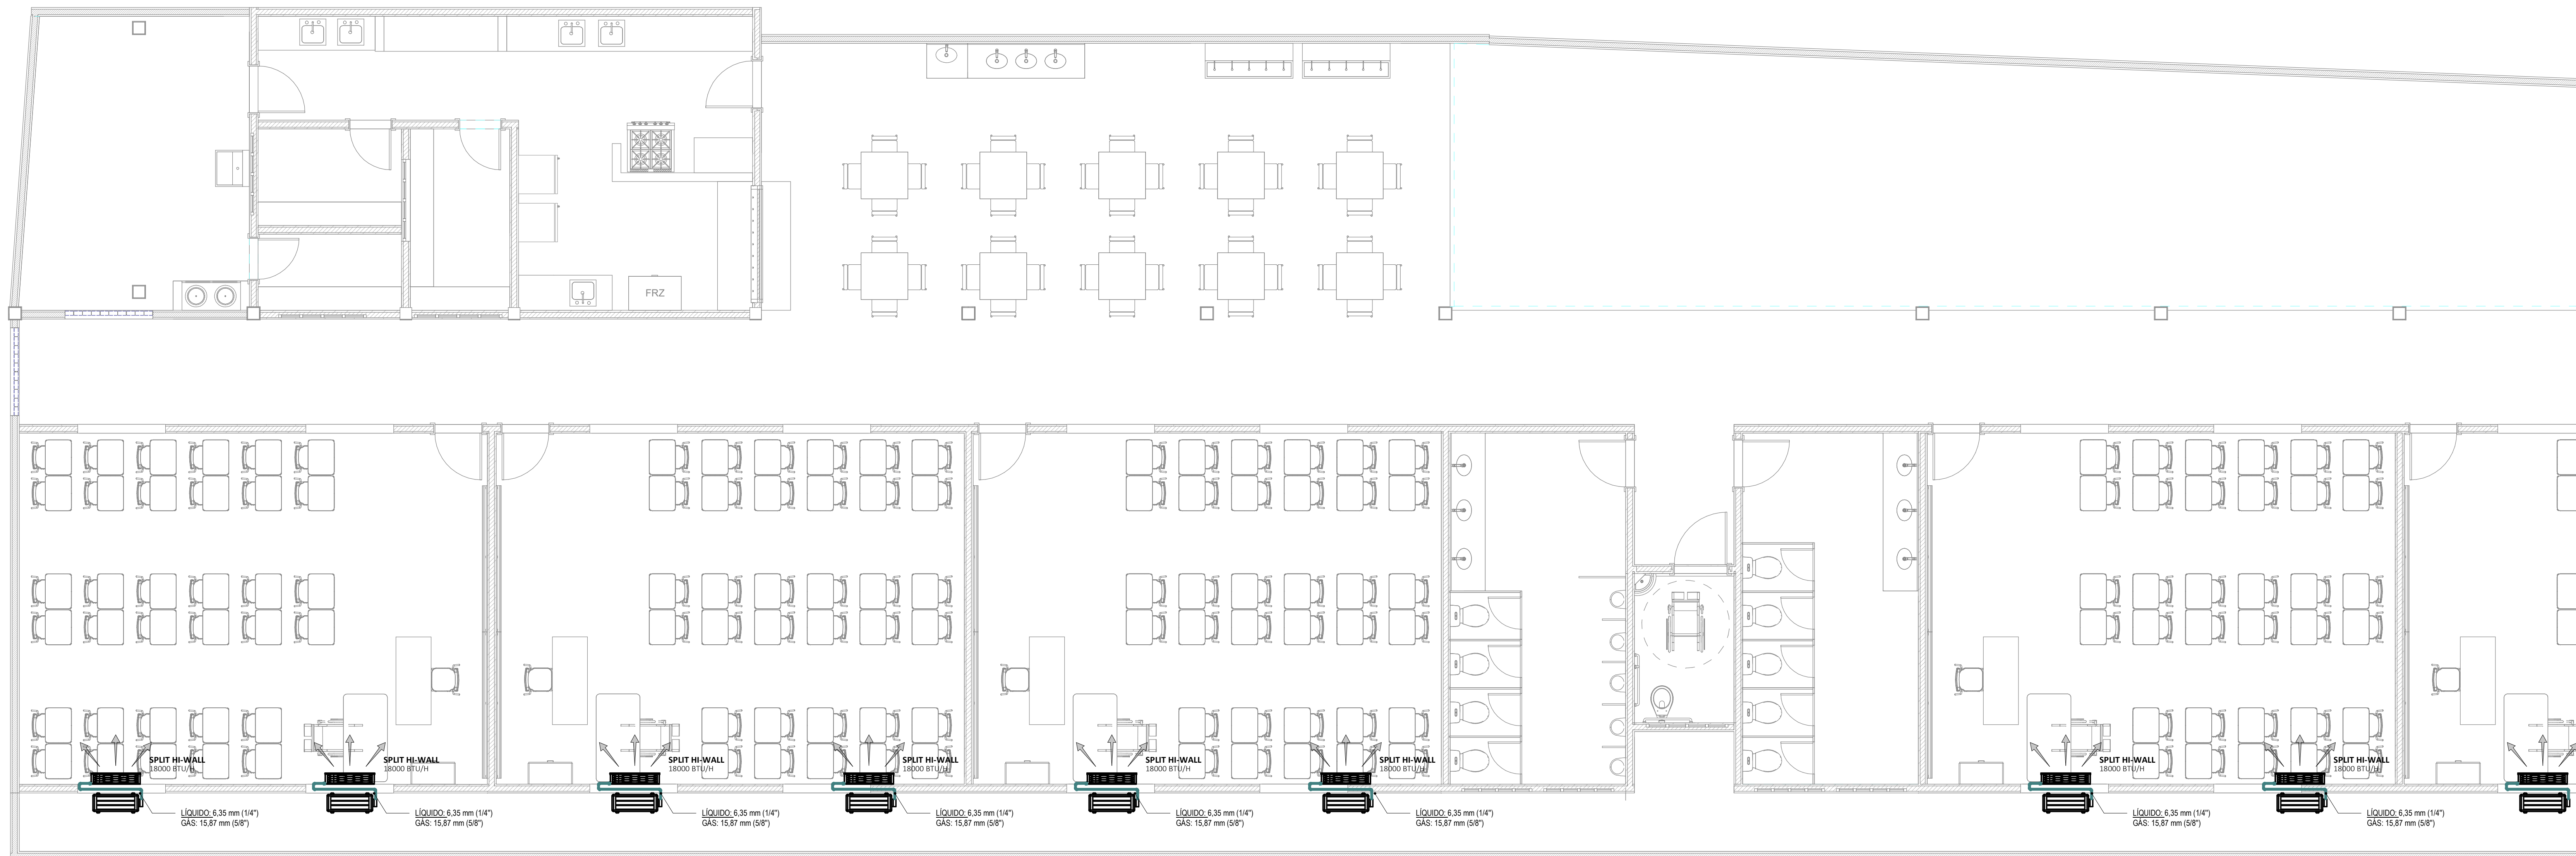 FRZ
SPLIT HI-WALL
18000 BTU/H
SPLIT HI-WALL
18000 BTU/H
SPLIT HI-WALL
18000 BTU/H
SPLIT HI-WALL
18000 BTU/H
SPLIT HI-WALL
18000 BTU/H
SPLIT HI-WALL
18000 BTU/H
SPLIT HI-WALL
18000 BTU/H
SPLIT HI-WALL
18000 BTU/H
LÍQUIDO: 6,35 mm (1/4")
GÁS: 15,87 mm (5/8")
LÍQUIDO: 6,35 mm (1/4")
GÁS: 15,87 mm (5/8")
LÍQUIDO: 6,35 mm (1/4")
GÁS: 15,87 mm (5/8")
LÍQUIDO: 6,35 mm (1/4")
GÁS: 15,87 mm (5/8")
LÍQUIDO: 6,35 mm (1/4")
GÁS: 15,87 mm (5/8")
LÍQUIDO: 6,35 mm (1/4")
GÁS: 15,87 mm (5/8")
LÍQUIDO: 6,35 mm (1/4")
GÁS: 15,87 mm (5/8")
LÍQUIDO: 6,35 mm (1/4")
GÁS: 15,87 mm (5/8")